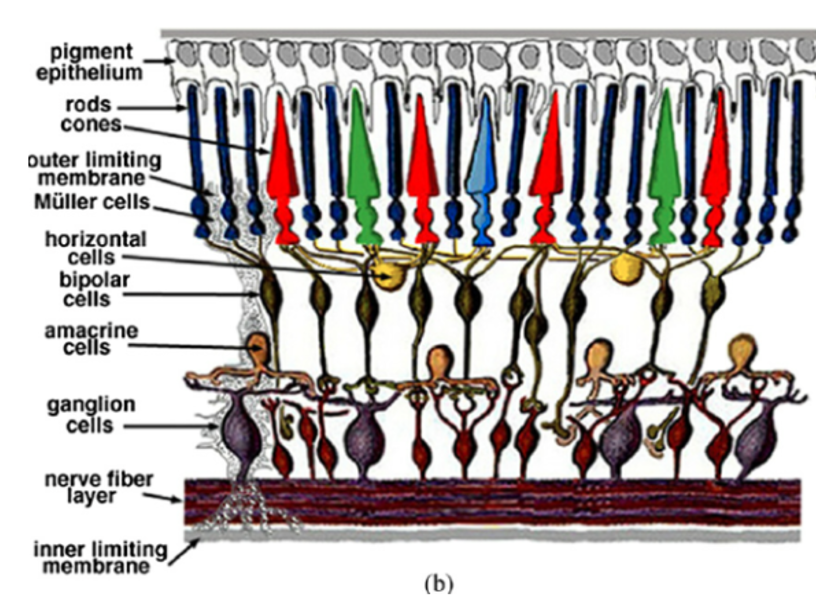 pigment
epithelium
rods
cones
outer limiting
membrane
Müller cells
horizontal
cells
bipolar
cells
amacrine
cells
ganglion
cells
nerve fiber
layer
inner limiting
membrane
(b)